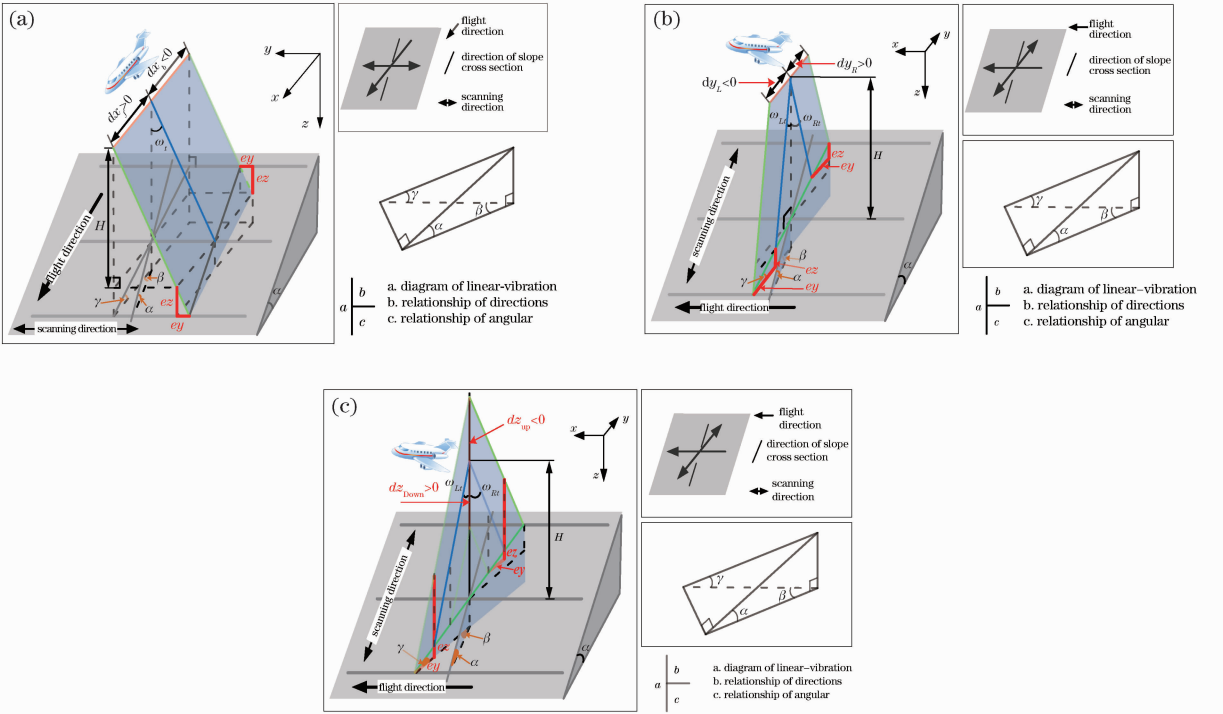 (a)
dx_b<0
dx_f>0
ω_t
y
x
z
ey
ez
H
flight direction
β
γ
α
ez
ey
α
scanning direction
flight
direction
direction of slope
cross section
scanning
direction
γ
β
α
a
b
c
a. diagram of linear-vibration
b. relationship of directions
c. relationship of angular
(b)
dy_R>0
dy_L<0
x
y
z
ω_Lt
ω_Rt
H
ez
ey
scanning direction
β
ez
γ
α
ey
α
flight direction
flight
direction
direction of slope
cross section
scanning
direction
γ
β
α
a
b
c
a. diagram of linear-vibration
b. relationship of directions
c. relationship of angular
(c)
dz_up<0
x
y
z
dz_Down>0
ω_Lt
ω_Rt
H
ez
ey
scanning direction
β
γ
ez
ey
α
α
flight direction
flight
direction
direction of slope
cross section
scanning
direction
γ
β
α
a
b
c
a. diagram of linear-vibration
b. relationship of directions
c. relationship of angular